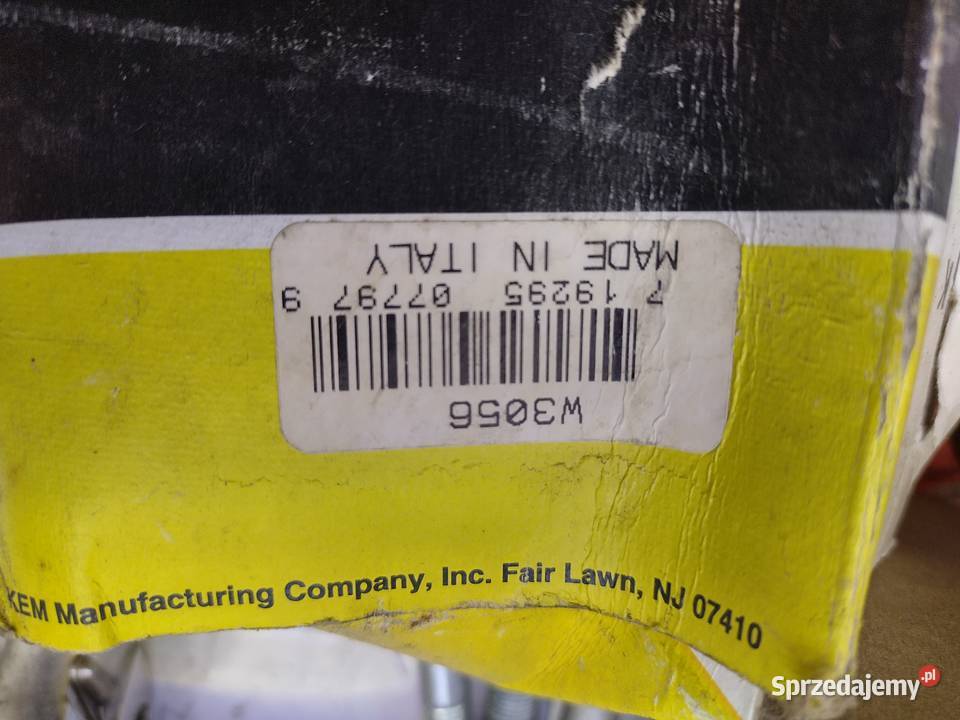 W3056
7 19295 07797 9
MADE IN ITALY
KEM Manufacturing Company, Inc. Fair Lawn, NJ 07410
Sprzedajemy.pl